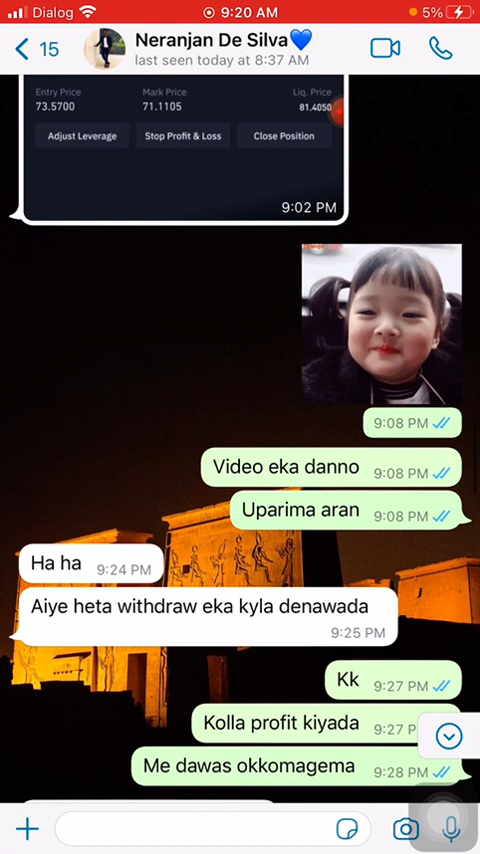 Dialog 9:20 AM 5%
15 Neranjan De Silva💙
last seen today at 8:37 AM
Entry Price Mark Price Liq. Price
73.5700 71.1105 81.4050
Adjust Leverage Stop Profit & Loss Close Position
9:02 PM
9:08 PM
Video eka danno 9:08 PM
Uparima aran 9:08 PM
Ha ha 9:24 PM
Aiye heta withdraw eka kyla denawada
9:25 PM
Kk 9:27 PM
Kolla profit kiyada 9:27 P
Me dawas okkomagema 9:28 PM